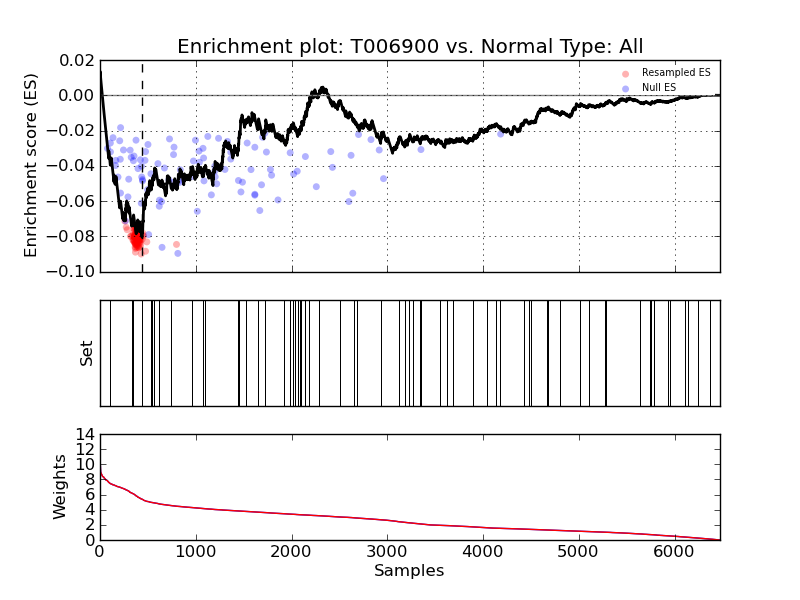 Enrichment plot: T006900 vs. Normal Type: All
Enrichment score (ES)
0.02
0.00
−0.02
−0.04
−0.06
−0.08
−0.10
Resampled ES
Null ES
Set
Weights
14
12
10
8
6
4
2
0
0 1000 2000 3000 4000 5000 6000
Samples